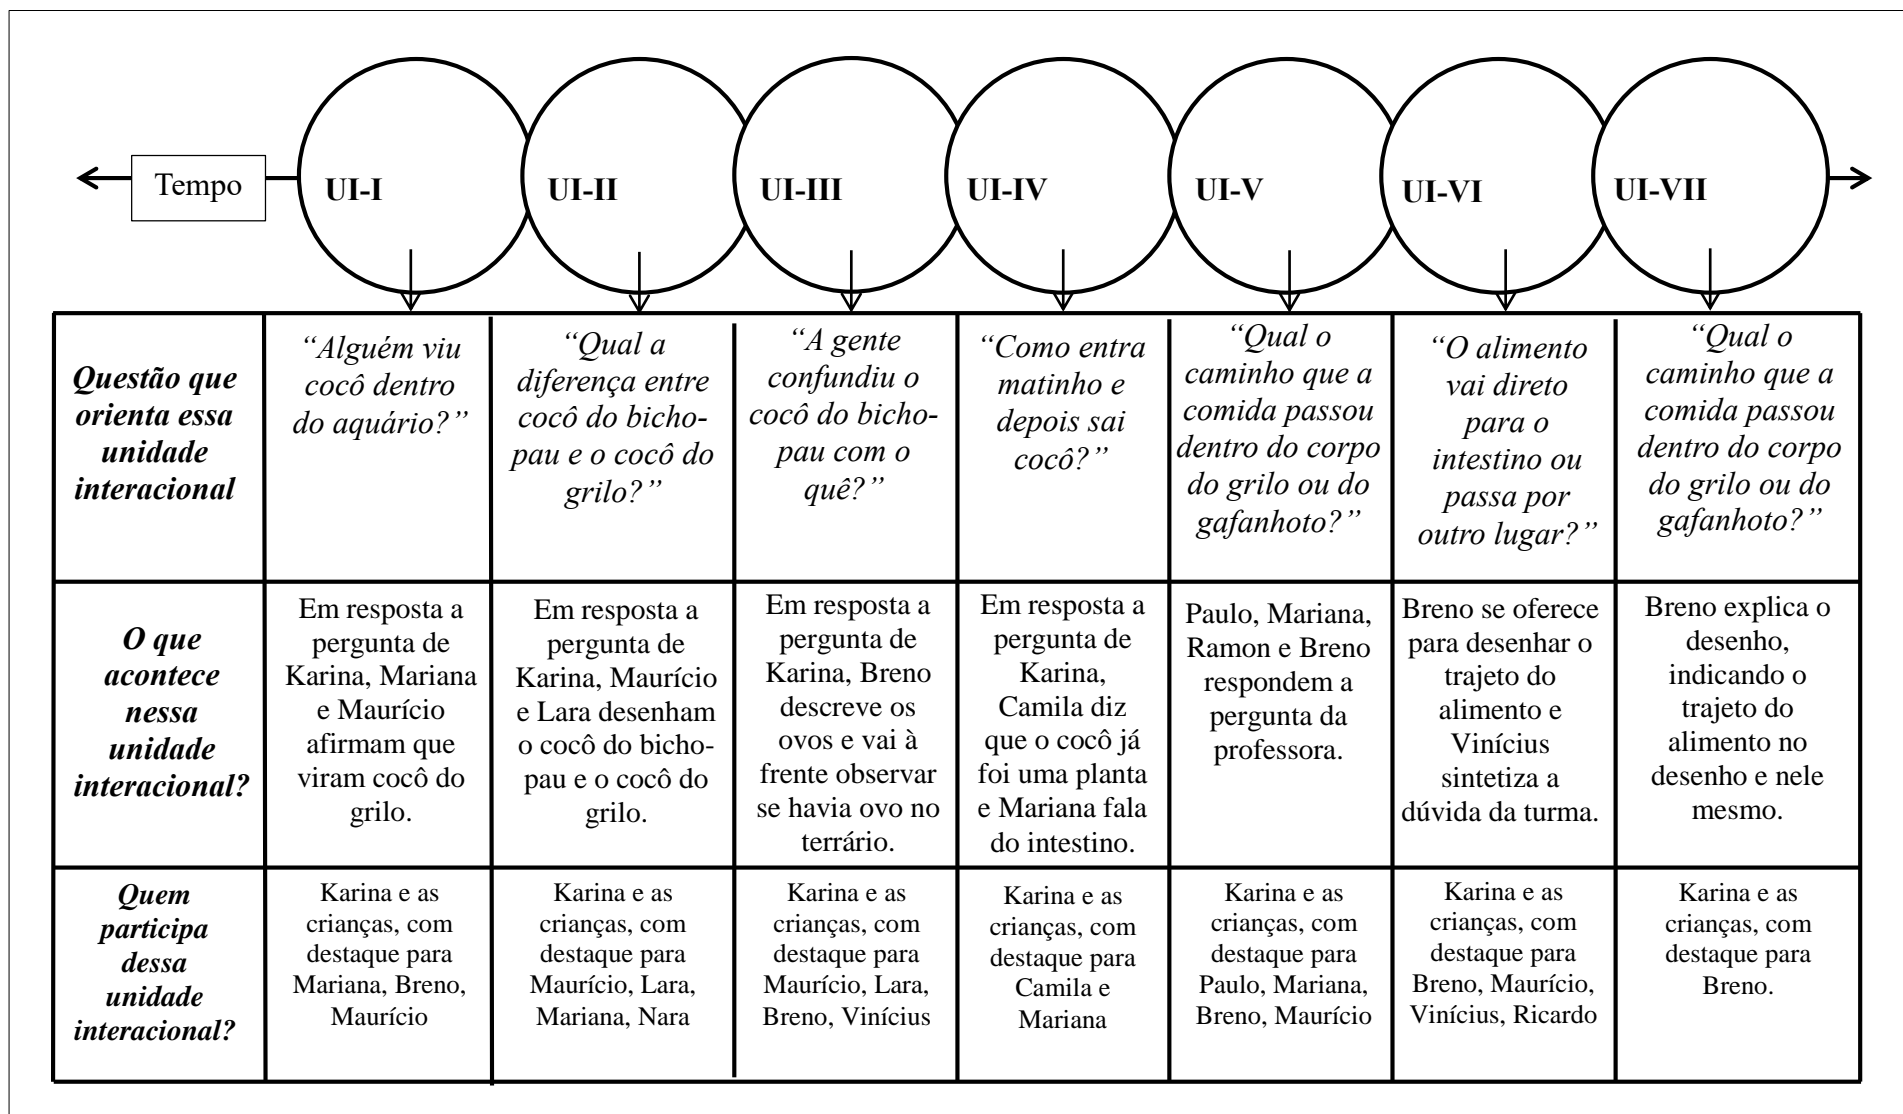 Tempo
UI-I
UI-II
UI-III
UI-IV
UI-V
UI-VI
UI-VII
Questão que
orienta essa
unidade
interacional
“Alguém viu
cocô dentro
do aquário?”
“Qual a
diferença entre
cocô do bicho-
pau e o cocô do
grilo?”
“A gente
confundiu o
cocô do bicho-
pau com o
quê?”
“Como entra
matinho e
depois sai
cocô?”
“Qual o
caminho que a
comida passou
dentro do corpo
do grilo ou do
gafanhoto?”
“O alimento
vai direto
para o
intestino ou
passa por
outro lugar?”
“Qual o
caminho que a
comida passou
dentro do corpo
do grilo ou do
gafanhoto?”
O que
acontece
nessa
unidade
interacional?
Em resposta a
pergunta de
Karina, Mariana
e Maurício
afirmam que
viram cocô do
grilo.
Em resposta a
pergunta de
Karina, Maurício
e Lara desenham
o cocô do bicho-
pau e o cocô do
grilo.
Em resposta a
pergunta de
Karina, Breno
descreve os
ovos e vai à
frente observar
se havia ovo no
terrário.
Em resposta a
pergunta de
Karina,
Camila diz
que o cocô já
foi uma planta
e Mariana fala
do intestino.
Paulo, Mariana,
Ramon e Breno
respondem a
pergunta da
professora.
Breno se oferece
para desenhar o
trajeto do
alimento e
Vinícius
sintetiza a
dúvida da turma.
Breno explica o
desenho,
indicando o
trajeto do
alimento no
desenho e nele
mesmo.
Quem
participa
dessa
unidade
interacional?
Karina e as
crianças, com
destaque para
Mariana, Breno,
Maurício
Karina e as
crianças, com
destaque para
Maurício, Lara,
Mariana, Nara
Karina e as
crianças, com
destaque para
Maurício, Lara,
Breno, Vinícius
Karina e as
crianças, com
destaque para
Camila e
Mariana
Karina e as
crianças, com
destaque para
Paulo, Mariana,
Breno, Maurício
Karina e as
crianças, com
destaque para
Breno, Maurício,
Vinícius, Ricardo
Karina e as
crianças, com
destaque para
Breno.